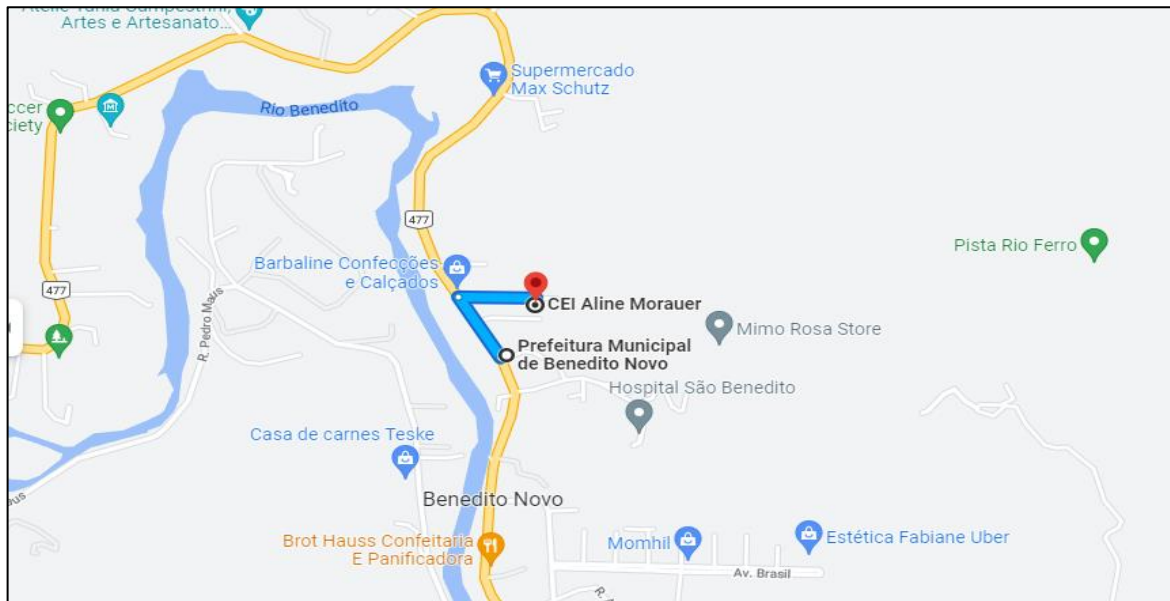 Artes e Artesanato...
Supermercado
Max Schutz
Rio Benedito
477
Barbaline Confecções
e Calçados
Pista Rio Ferro
477
R. Pedro Maus
CEI Aline Morauer
Mimo Rosa Store
Prefeitura Municipal
de Benedito Novo
Hospital São Benedito
Casa de carnes Teske
Benedito Novo
Brot Hauss Confeitaria
E Panificadora
Momhil
Estética Fabiane Uber
Av. Brasil